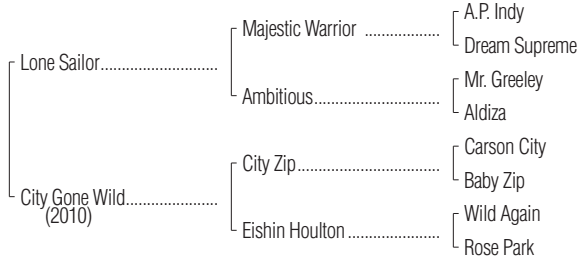 A.P. Indy
Majestic Warrior ..................
Dream Supreme
Lone Sailor............................
Mr. Greeley
Ambitious..............................
Aldiza
Carson City
City Zip..................................
Baby Zip
City Gone Wild......................
(2010)
Wild Again
Eishin Houlton ......................
Rose Park